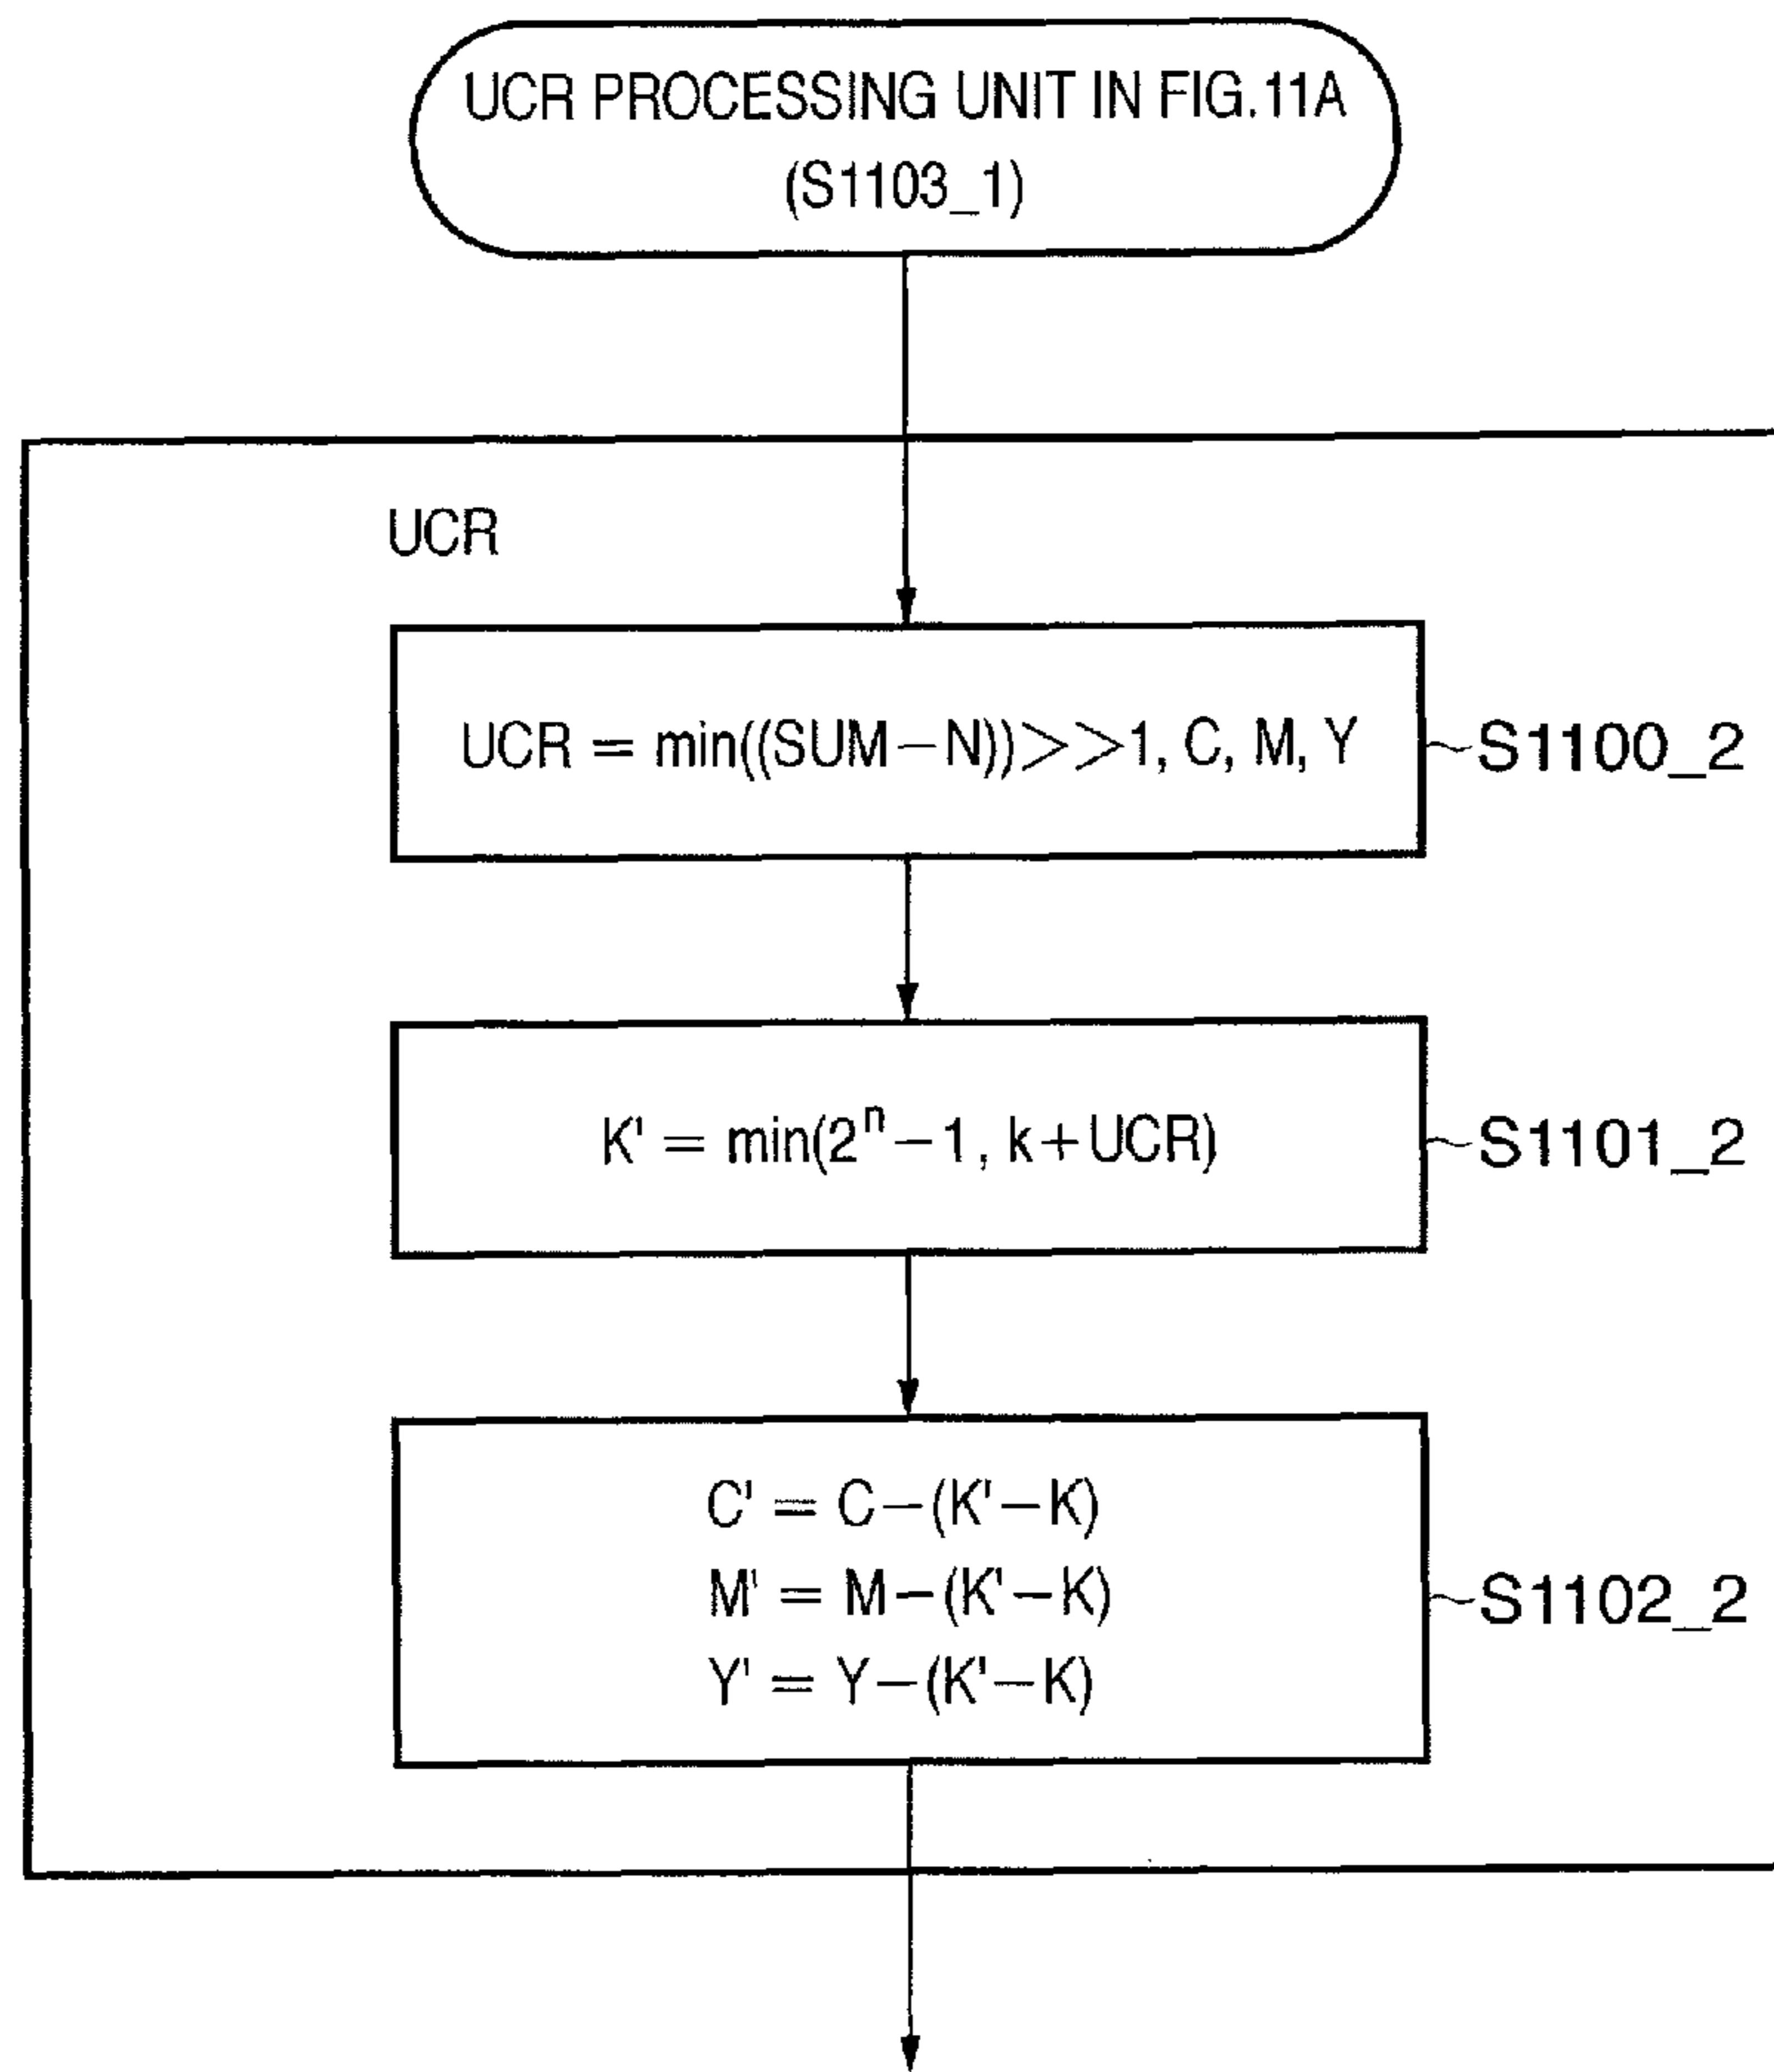 UCR PROCESSING UNIT IN FIG.11A
(S1103_1)
UCR
UCR = min((SUM−N))>>1, C, M, Y
S1100_2
K' = min(2ⁿ−1, k+UCR)
S1101_2
C' = C−(K'−K)
M' = M−(K'−K)
Y' = Y−(K'−K)
S1102_2